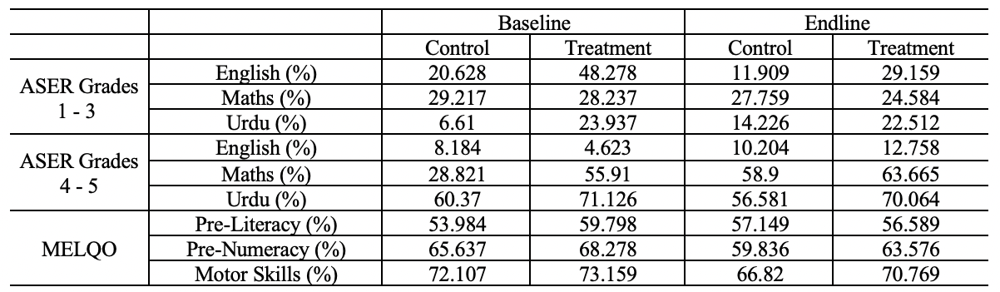 Baseline Endline
Control Treatment Control Treatment
ASER Grades 1 - 3 English (%) 20.628 48.278 11.909 29.159
Maths (%) 29.217 28.237 27.759 24.584
Urdu (%) 6.61 23.937 14.226 22.512
ASER Grades 4 - 5 English (%) 8.184 4.623 10.204 12.758
Maths (%) 28.821 55.91 58.9 63.665
Urdu (%) 60.37 71.126 56.581 70.064
MELQO Pre-Literacy (%) 53.984 59.798 57.149 56.589
Pre-Numeracy (%) 65.637 68.278 59.836 63.576
Motor Skills (%) 72.107 73.159 66.82 70.769